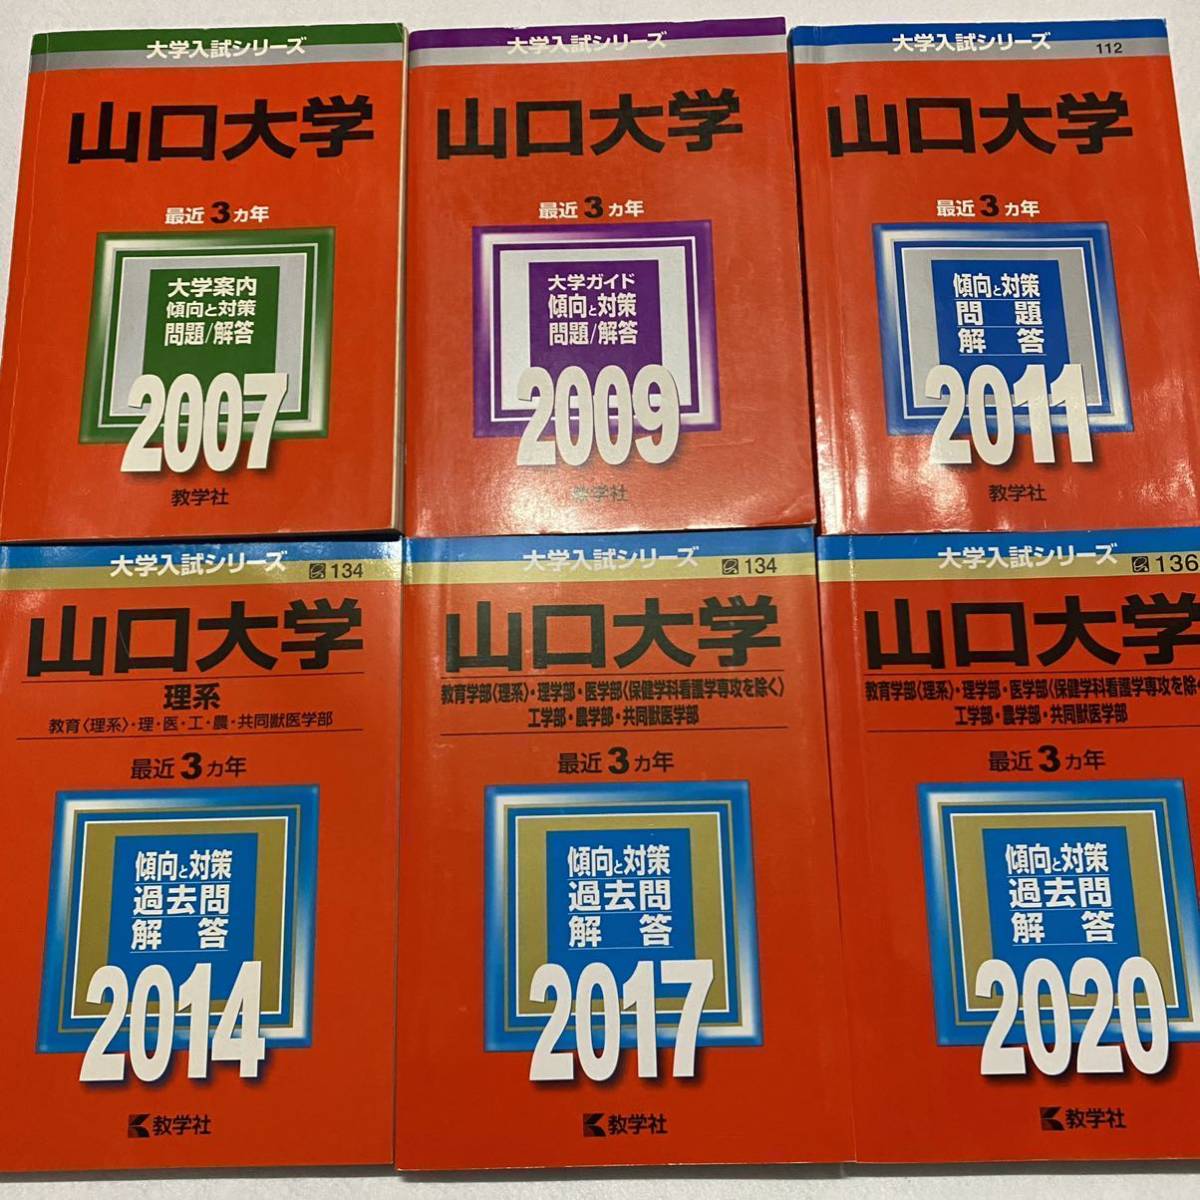 大学入試シリーズ
山口大学
最近3ヵ年
大学案内
傾向と対策
問題/解答
2007
教学社
大学入試シリーズ
山口大学
最近3ヵ年
大学ガイド
傾向と対策
問題/解答
2009
教学社
大学入試シリーズ
112
山口大学
最近3ヵ年
傾向と対策
問題
解答
2011
教学社
大学入試シリーズ
134
山口大学
理系
教育〈理系〉・理・医・工・農・共同獣医学部
最近3ヵ年
傾向と対策
過去問
解答
2014
教学社
大学入試シリーズ
134
山口大学
教育学部〈理系〉・理学部・医学部〈保健学科看護学専攻を除く〉
工学部・農学部・共同獣医学部
最近3ヵ年
傾向と対策
過去問
解答
2017
教学社
大学入試シリーズ
136
山口大学
教育学部〈理系〉・理学部・医学部〈保健学科看護学専攻を除く
工学部・農学部・共同獣医学部
最近3ヵ年
傾向と対策
過去問
解答
2020
教学社